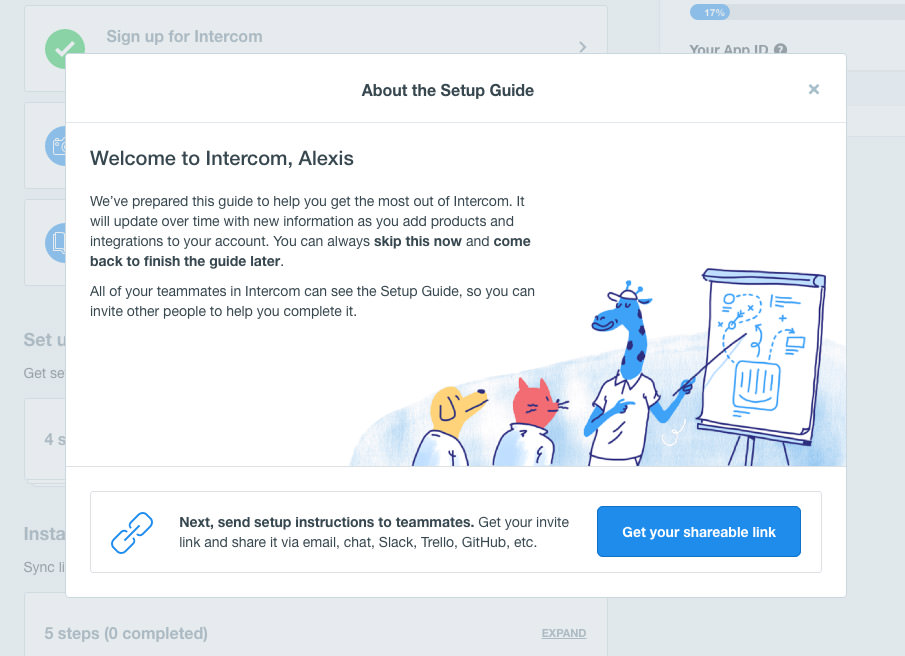 17%
Sign up for Intercom
Your App ID ?
About the Setup Guide
×
Welcome to Intercom, Alexis
We’ve prepared this guide to help you get the most out of Intercom. It
will update over time with new information as you add products and
integrations to your account. You can always skip this now and come
back to finish the guide later.
All of your teammates in Intercom can see the Setup Guide, so you can
invite other people to help you complete it.
Set u
Get se
4 s
Next, send setup instructions to teammates. Get your invite
link and share it via email, chat, Slack, Trello, GitHub, etc.
Get your shareable link
Insta
Sync li
5 steps (0 completed)
EXPAND